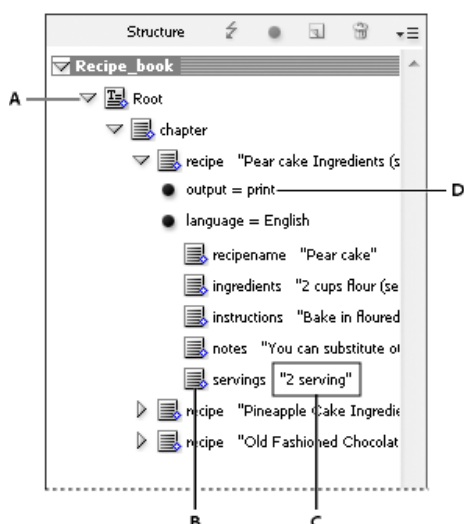 Structure
Recipe_book
A
Root
chapter
recipe "Pear cake Ingredients (s
output = print
D
language = English
recipename "Pear cake"
ingredients "2 cups flour (se
instructions "Bake in floured
notes "You can substitute ot
servings "2 serving"
recipe "Pineapple Cake Ingredie
recipe "Old Fashioned Chocolat
B
C